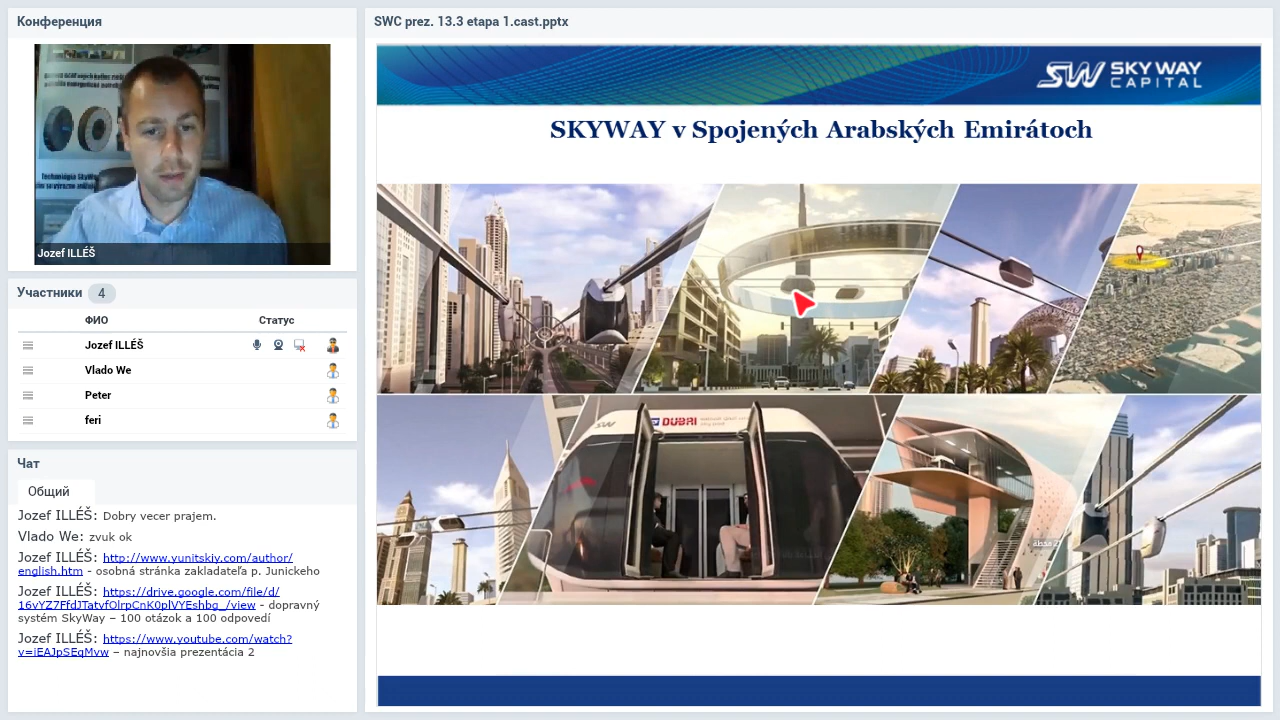 Конференция
Jozef ILLÉŠ
Участники 4
ФИО Статус
Jozef ILLÉŠ
Vlado We
Peter
feri
Чат
Общий
Jozef ILLÉŠ: Dobry vecer prajem.
Vlado We: zvuk ok
Jozef ILLÉŠ: http://www.yunitskiy.com/author/
english.htm – osobná stránka zakladateľa p. Junickeho
Jozef ILLÉŠ: https://drive.google.com/file/d/
16vYZ7FfdJTatvfOlrpCnK0plVYEshbg_/view - dopravný
systém SkyWay – 100 otázok a 100 odpovedí
Jozef ILLÉŠ: https://www.youtube.com/watch?
v=iEAJpSEqMvw – najnovšia prezentácia 2
SWC prez. 13.3 etapa 1.cast.pptx
SW SKY WAY
CAPITAL
SKYWAY v Spojených Arabských Emirátoch
SW
DUBAI